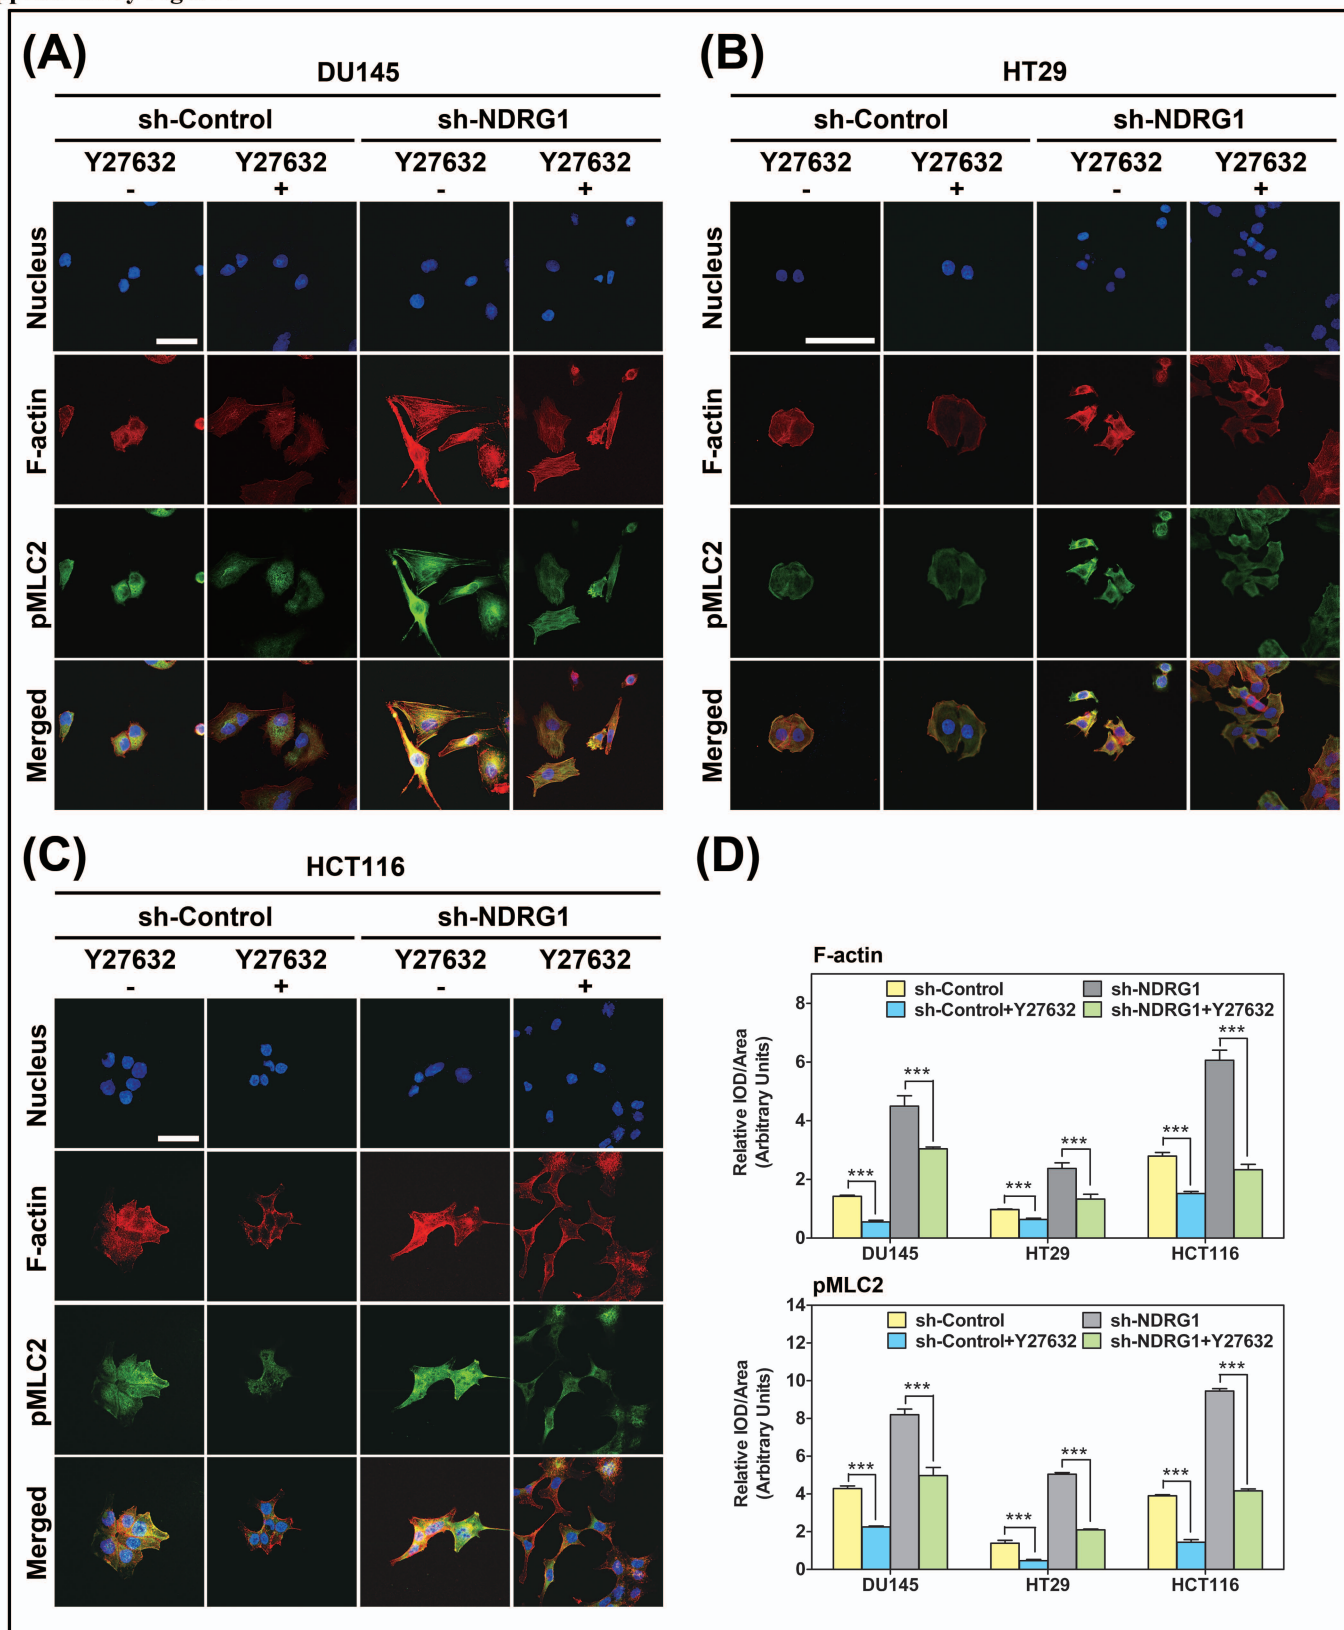 (A)
DU145
sh-Control sh-NDRG1
Y27632 Y27632 Y27632 Y27632
- + - +
Nucleus
F-actin
pMLC2
Merged
(B)
HT29
sh-Control sh-NDRG1
Y27632 Y27632 Y27632 Y27632
- + - +
Nucleus
F-actin
pMLC2
Merged
(C)
HCT116
sh-Control sh-NDRG1
Y27632 Y27632 Y27632 Y27632
- + - +
Nucleus
F-actin
pMLC2
Merged
(D)
F-actin
sh-Control sh-NDRG1
sh-Control+Y27632 sh-NDRG1+Y27632
Relative IOD/Area
(Arbitrary Units)
8
6
4
2
0
*** *** *** *** *** ***
DU145 HT29 HCT116
pMLC2
sh-Control sh-NDRG1
sh-Control+Y27632 sh-NDRG1+Y27632
Relative IOD/Area
(Arbitrary Units)
14
12
10
8
6
4
2
0
*** *** *** *** *** ***
DU145 HT29 HCT116